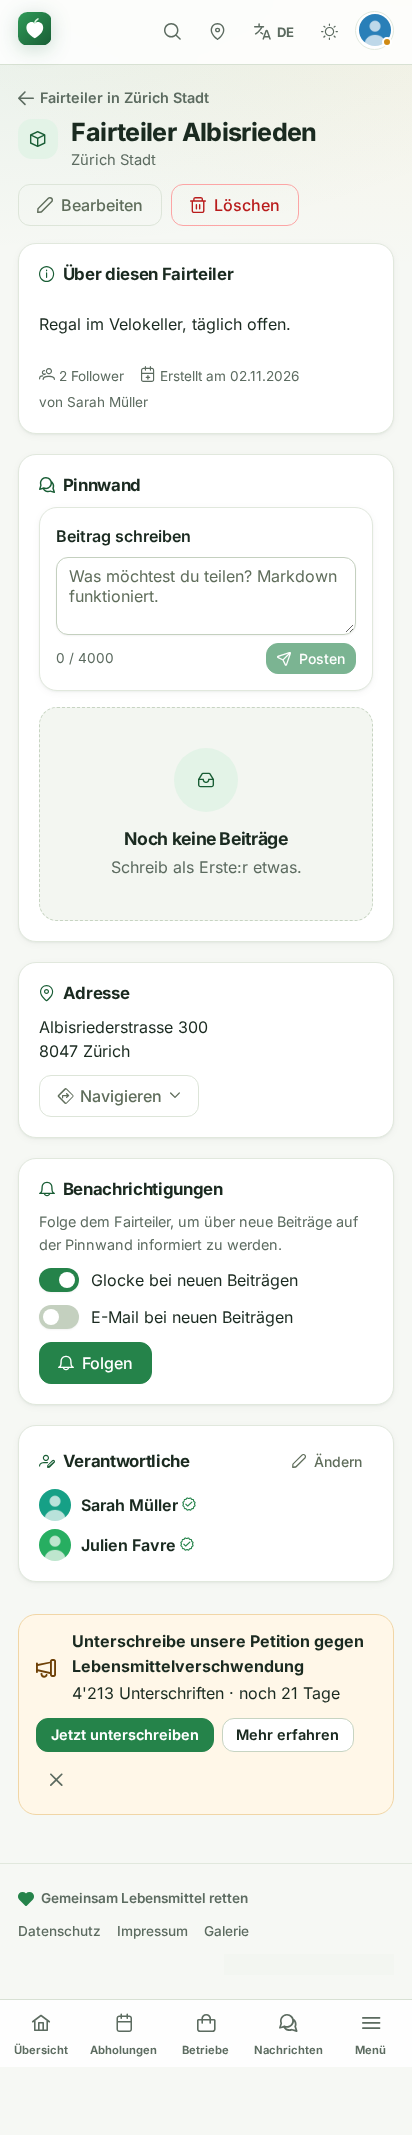 DE
Fairteiler in Zürich Stadt
Fairteiler Albisrieden
Zürich Stadt
Bearbeiten
Löschen
Über diesen Fairteiler
Regal im Velokeller, täglich offen.
2 Follower
Erstellt am 02.11.2026
von Sarah Müller
Pinnwand
Beitrag schreiben
Was möchtest du teilen? Markdown
funktioniert.
0 / 4000
Posten
Noch keine Beiträge
Schreib als Erste:r etwas.
Adresse
Albisriederstrasse 300
8047 Zürich
Navigieren
Benachrichtigungen
Folge dem Fairteiler, um über neue Beiträge auf
der Pinnwand informiert zu werden.
Glocke bei neuen Beiträgen
E-Mail bei neuen Beiträgen
Folgen
Verantwortliche
Ändern
Sarah Müller
Julien Favre
Unterschreibe unsere Petition gegen
Lebensmittelverschwendung
4'213 Unterschriften · noch 21 Tage
Jetzt unterschreiben
Mehr erfahren
Gemeinsam Lebensmittel retten
Datenschutz
Impressum
Galerie
Übersicht
Abholungen
Betriebe
Nachrichten
Menü